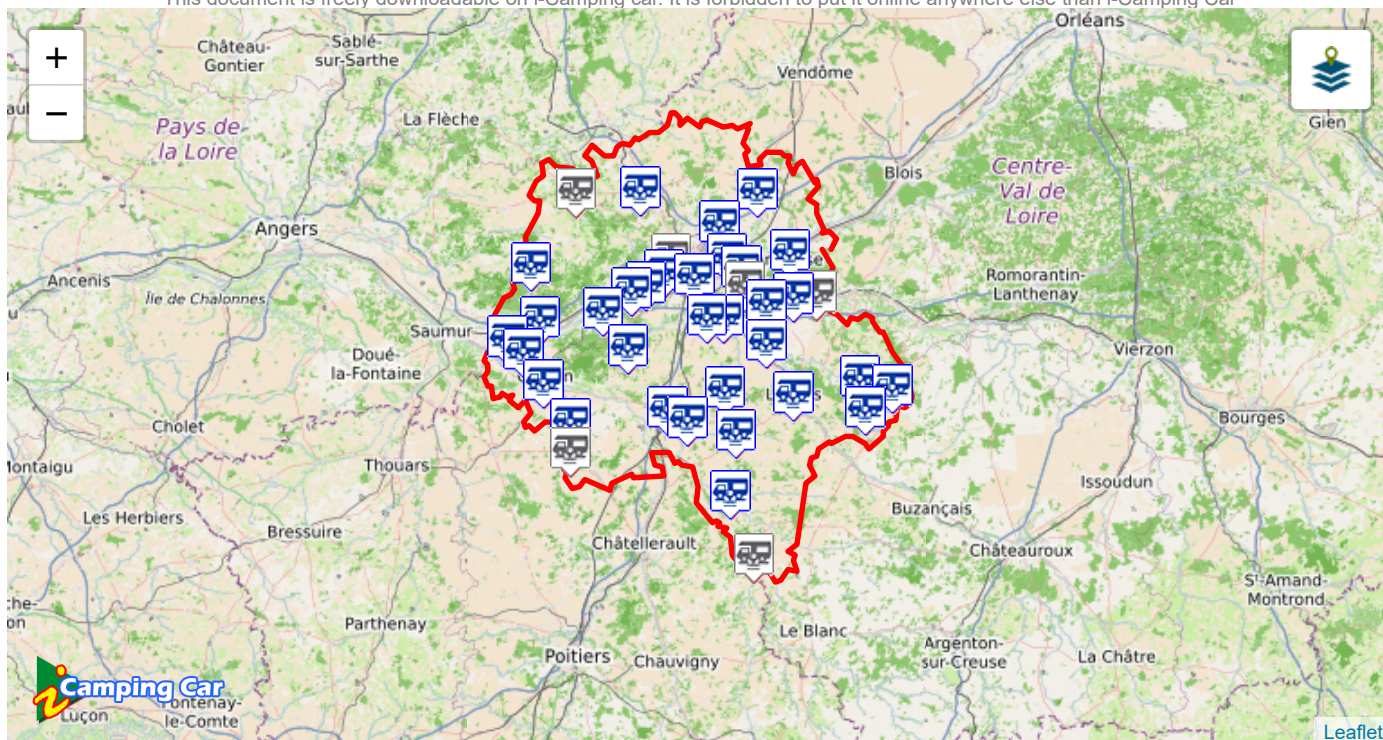 This document is freely downloadable on i-Camping car. It is forbidden to put it online anywhere else than i-Camping Car
+
−
Orléans
Château-
Gontier
Sablé-
sur-Sarthe
Vendôme
La Flèche
Gien
Pays de
la Loire
Blois
Centre-
Val de
Loire
Angers
Ancenis
Île de Chalonnes
Romorantin-
Lanthenay
Saumur
Doué-
la-Fontaine
Vierzon
Cholet
Bourges
Montaigu
Thouars
Issoudun
Les Herbiers
Bressuire
Buzançais
Châtellerault
Châteauroux
St-Amand-
Montrond
Parthenay
Le Blanc
Argenton-
sur-Creuse
La Châtre
Poitiers
Chauvigny
i Camping Car
Luçon
Fontenay-
le-Comte
Leaflet